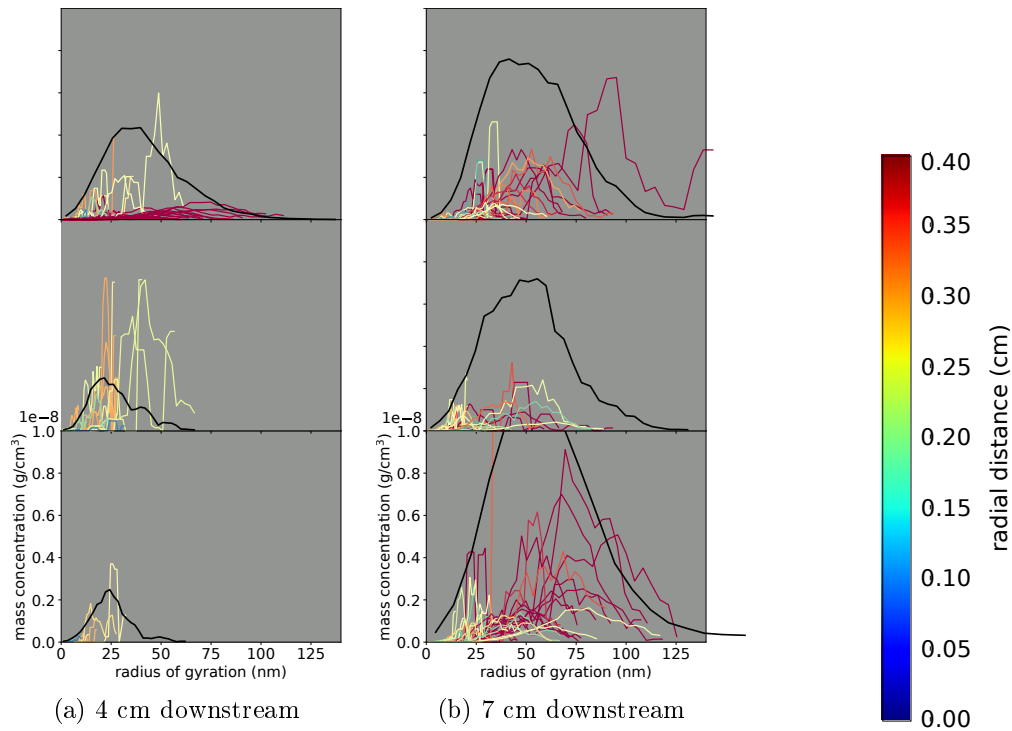 1e−8
1.0
0.8
0.6
0.4
0.2
0.0
mass concentration (g/cm³)
0 25 50 75 100 125
radius of gyration (nm)
(a) 4 cm downstream
1e−8
1.0
0.8
0.6
0.4
0.2
0.0
mass concentration (g/cm³)
0 25 50 75 100 125
radius of gyration (nm)
(b) 7 cm downstream
0.40
0.35
0.30
0.25
0.20
0.15
0.10
0.05
0.00
radial distance (cm)